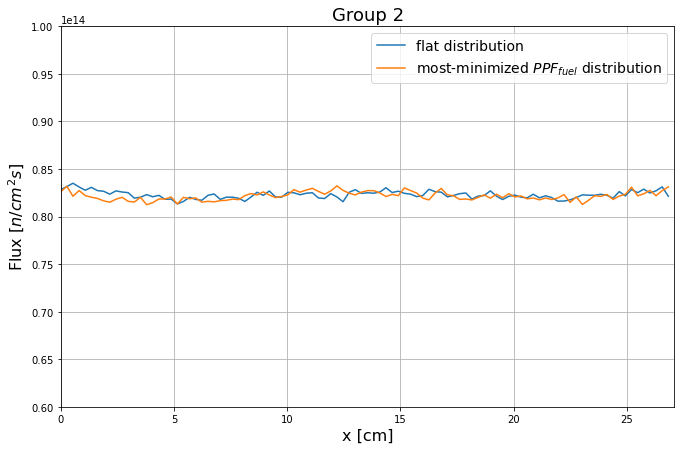 Group 2
1e14
flat distribution
most-minimized PPF_fuel distribution
1.00
0.95
0.90
0.85
0.80
0.75
0.70
0.65
0.60
Flux [n/cm²s]
0
5
10
15
20
25
x [cm]